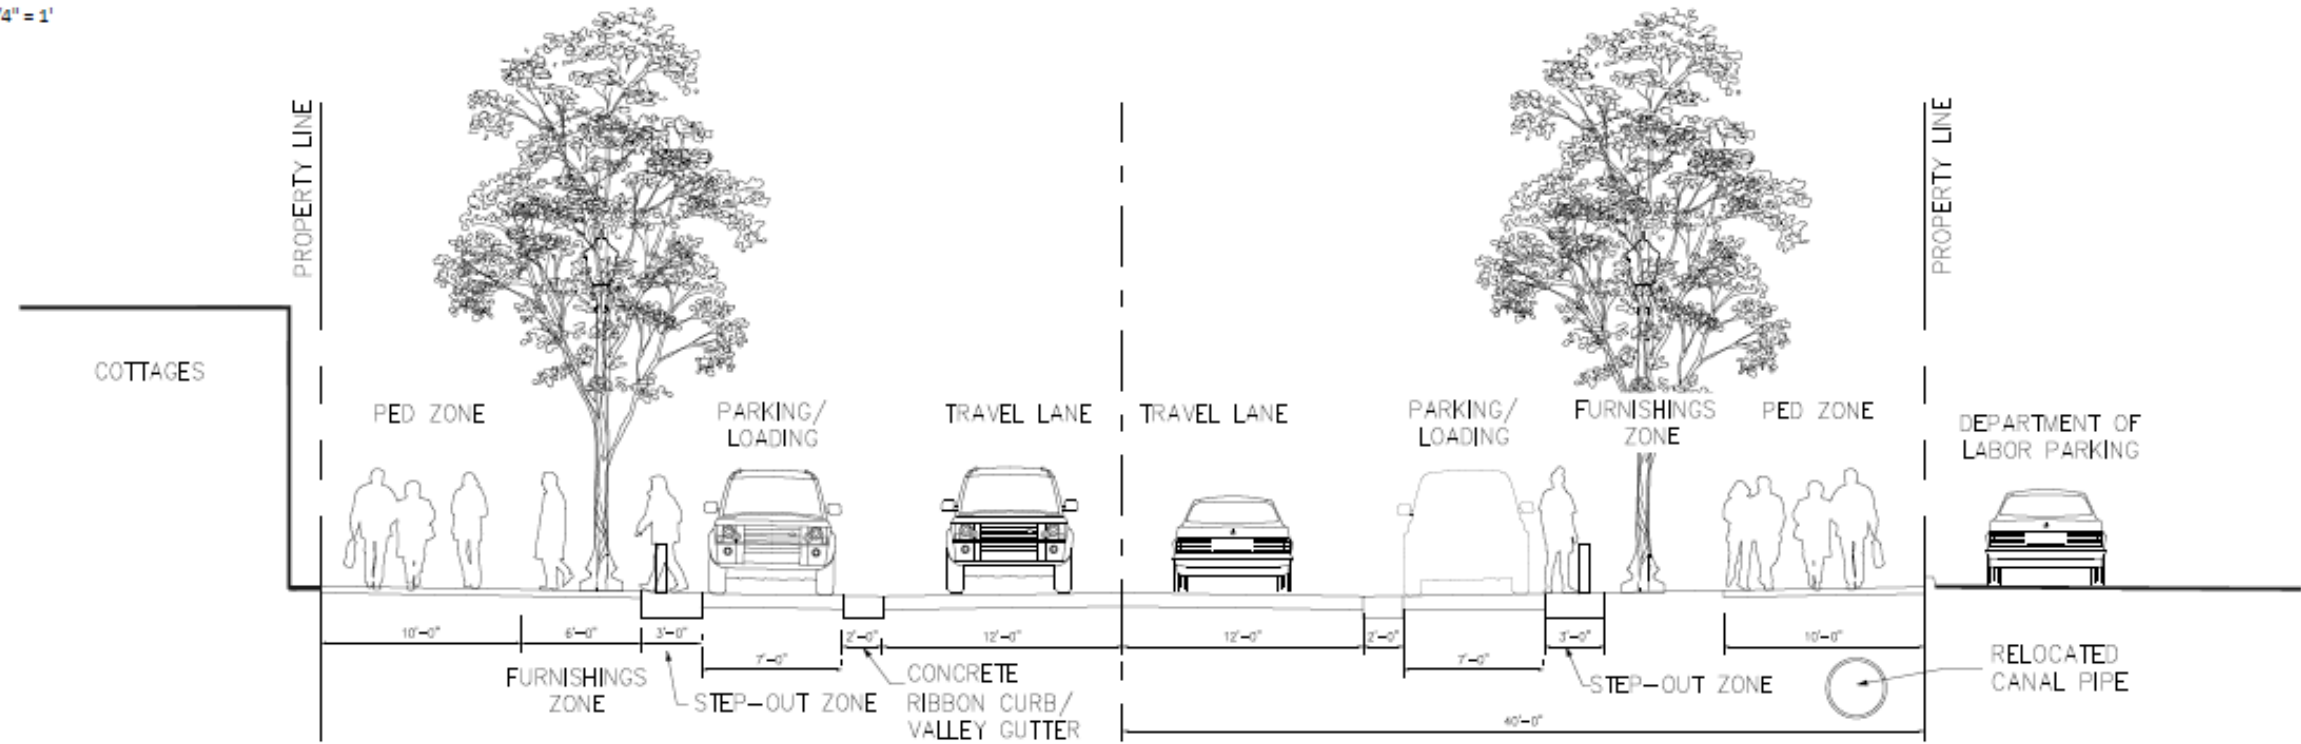 /4" = 1'
PROPERTY LINE
PROPERTY LINE
COTTAGES
PED ZONE
PARKING/
LOADING
TRAVEL LANE
TRAVEL LANE
PARKING/
LOADING
FURNISHINGS
ZONE
PED ZONE
DEPARTMENT OF
LABOR PARKING
10'-0"
6'-0"
3'-0"
7'-0"
2'-0"
12'-0"
12'-0"
2'-0"
7'-0"
3'-0"
10'-0"
FURNISHINGS
ZONE
STEP-OUT ZONE
CONCRETE
RIBBON CURB/
VALLEY GUTTER
STEP-OUT ZONE
RELOCATED
CANAL PIPE
40'-0"